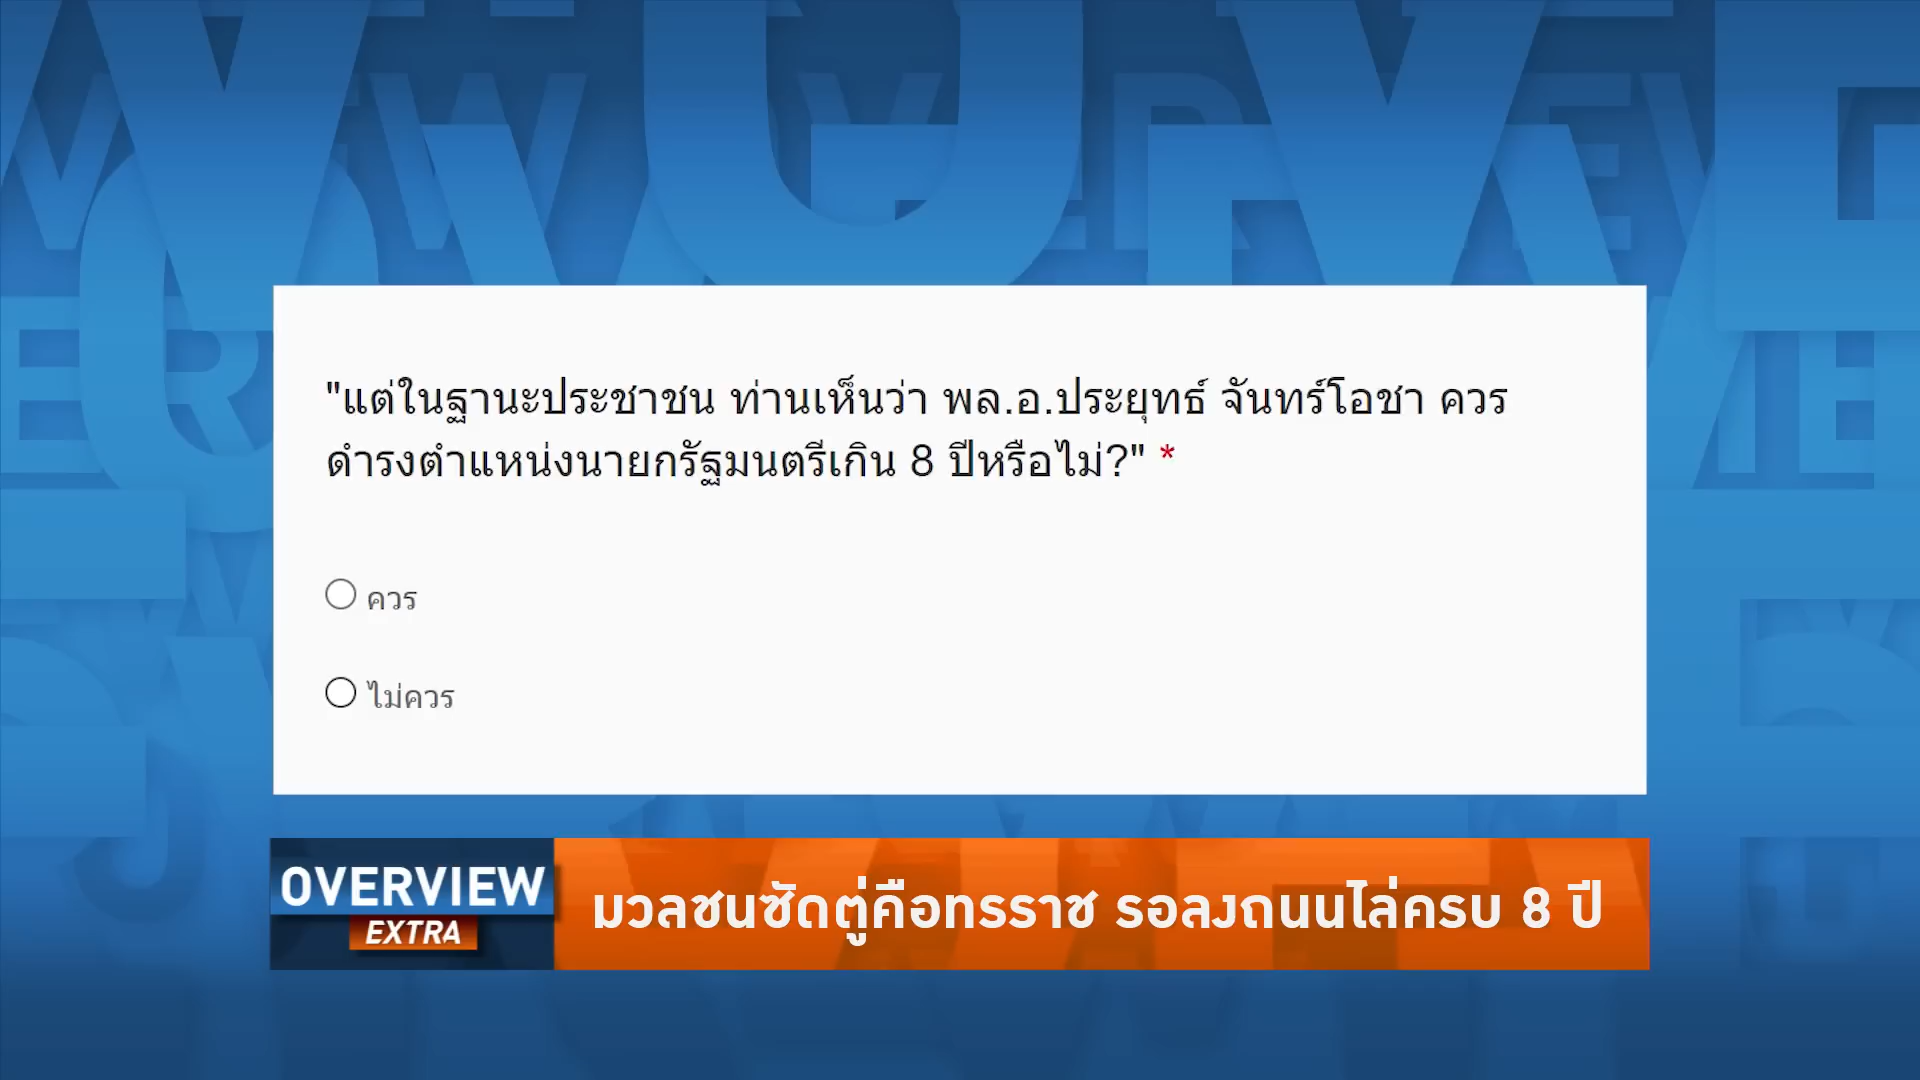 "แต่ในฐานะประชาชน ท่านเห็นว่า พล.อ.ประยุทธ์ จันทร์โอชา ควร
ดำรงตำแหน่งนายกรัฐมนตรีเกิน 8 ปีหรือไม่?" *
ควร
ไม่ควร
OVERVIEW
EXTRA
มวลชนซัดตู่คือทรราช รอลงถนนไล่ครบ 8 ปี